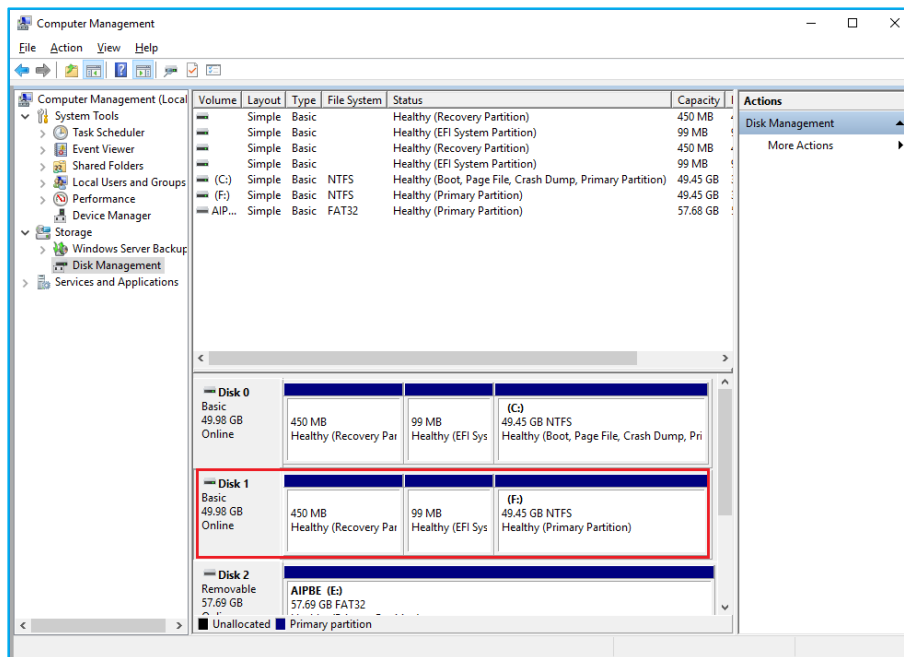 Computer Management
File Action View Help
Computer Management (Local
System Tools
Task Scheduler
Event Viewer
Shared Folders
Local Users and Groups
Performance
Device Manager
Storage
Windows Server Backup
Disk Management
Services and Applications
Volume Layout Type File System Status Capacity
Simple Basic Healthy (Recovery Partition) 450 MB
Simple Basic Healthy (EFI System Partition) 99 MB
Simple Basic Healthy (Recovery Partition) 450 MB
Simple Basic Healthy (EFI System Partition) 99 MB
(C:) Simple Basic NTFS Healthy (Boot, Page File, Crash Dump, Primary Partition) 49.45 GB
(F:) Simple Basic NTFS Healthy (Primary Partition) 49.45 GB
AIP... Simple Basic FAT32 Healthy (Primary Partition) 57.68 GB
Actions
Disk Management
More Actions
Disk 0
Basic
49.98 GB
Online
450 MB
Healthy (Recovery Par
99 MB
Healthy (EFI Sys
(C:)
49.45 GB NTFS
Healthy (Boot, Page File, Crash Dump, Pri
Disk 1
Basic
49.98 GB
Online
450 MB
Healthy (Recovery Par
99 MB
Healthy (EFI Sys
(F:)
49.45 GB NTFS
Healthy (Primary Partition)
Disk 2
Removable
57.69 GB
AIPBE (E:)
57.69 GB FAT32
Unallocated Primary partition